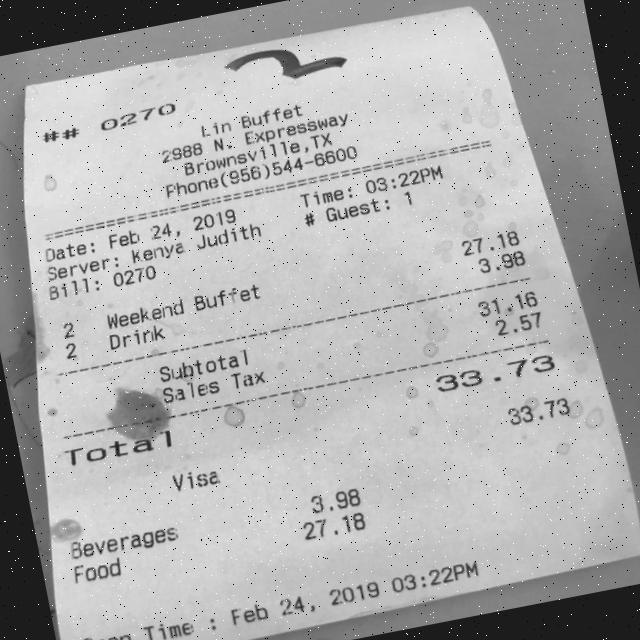 ## 0270
Lin Buffet
2988 N. Expressway
Brownsville,TX
Phone(956)544-6600
Date: Feb 24, 2019 Time: 03:22PM
Server: Kenya Judith # Guest: 1
Bill: 0270
2 Weekend Buffet 27.18
2 Drink 3.98
Subtotal 31.16
Sales Tax 2.57
Total 33.73
Visa 33.73
Beverages 3.98
Food 27.18
Time : Feb 24, 2019 03:22PM